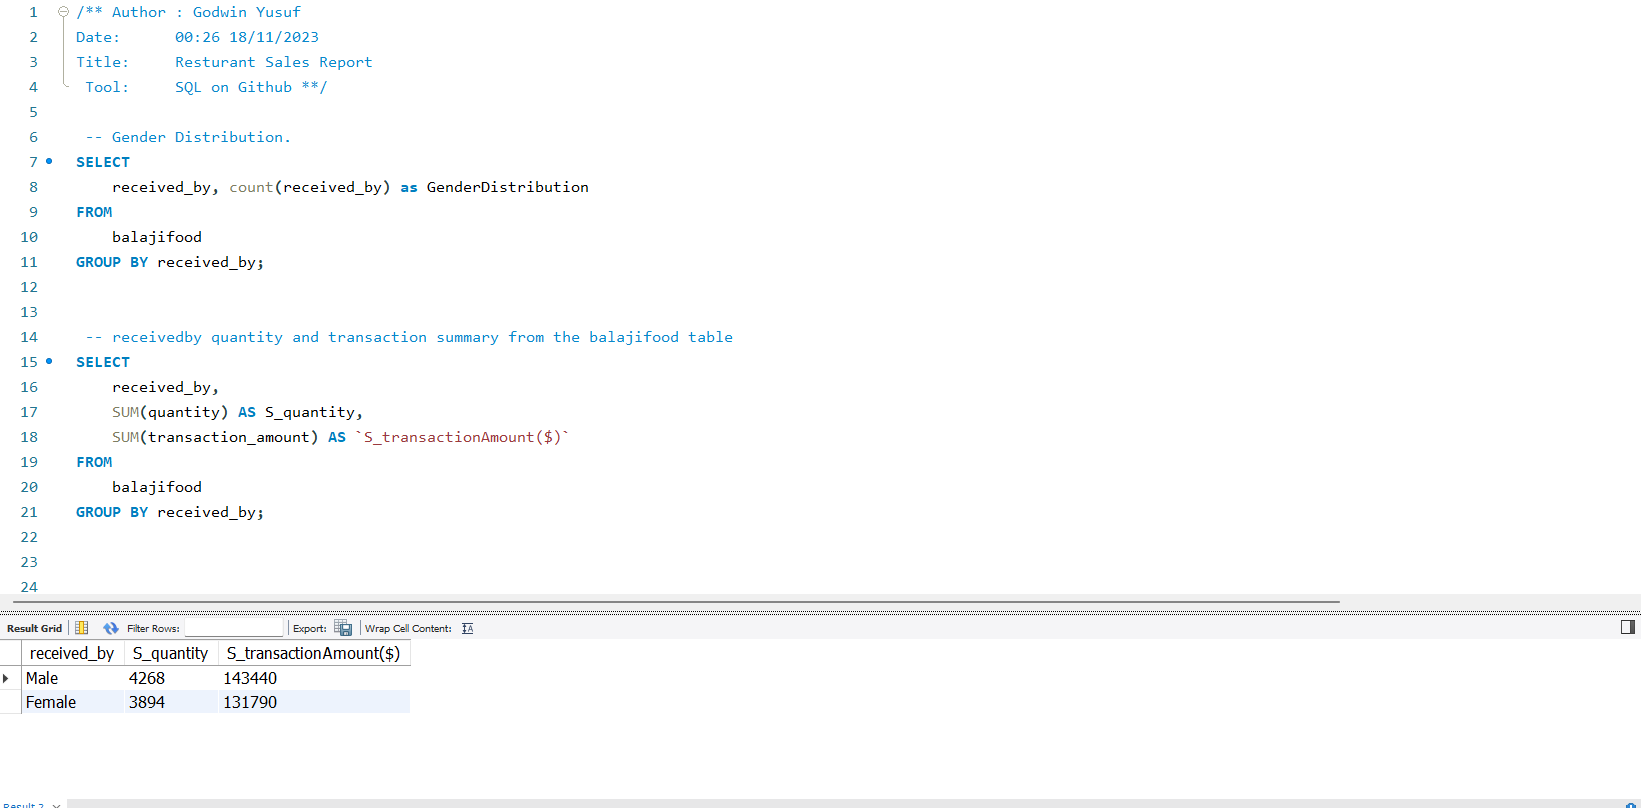 1 /** Author : Godwin Yusuf
2 Date: 00:26 18/11/2023
3 Title: Resturant Sales Report
4 Tool: SQL on Github **/
5
6 -- Gender Distribution.
7 SELECT
8 received_by, count(received_by) as GenderDistribution
9 FROM
10 balajifood
11 GROUP BY received_by;
12
13
14 -- receivedby quantity and transaction summary from the balajifood table
15 SELECT
16 received_by,
17 SUM(quantity) AS S_quantity,
18 SUM(transaction_amount) AS `S_transactionAmount($)`
19 FROM
20 balajifood
21 GROUP BY received_by;
22
23
24
Result Grid Filter Rows: Export: Wrap Cell Content: IA
received_by S_quantity S_transactionAmount($)
Male 4268 143440
Female 3894 131790
Result 2